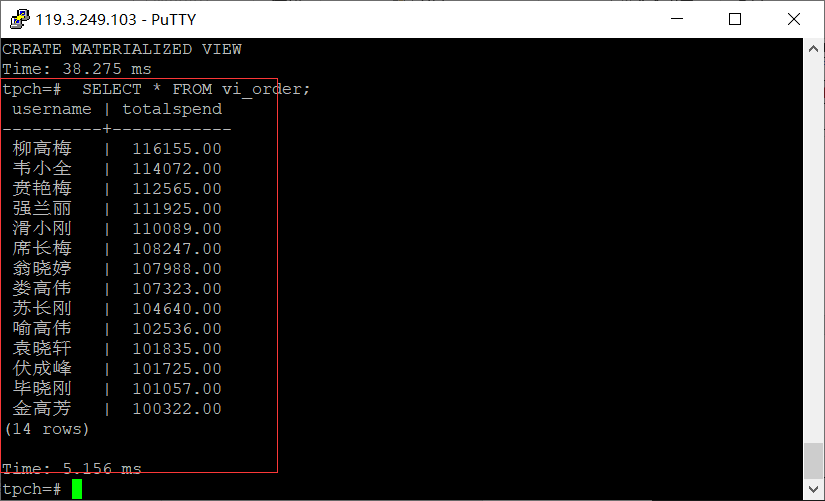 119.3.249.103 - PuTTY
CREATE MATERIALIZED VIEW
Time: 38.275 ms
tpch=#  SELECT * FROM vi_order;
 username | totalspend
----------+------------
 柳高梅   |  116155.00
 韦小全   |  114072.00
 贲艳梅   |  112565.00
 强兰丽   |  111925.00
 滑小刚   |  110089.00
 席长梅   |  108247.00
 翁晓婷   |  107988.00
 娄高伟   |  107323.00
 苏长刚   |  104640.00
 喻高伟   |  102536.00
 袁晓轩   |  101835.00
 伏成峰   |  101725.00
 毕晓刚   |  101057.00
 金高芳   |  100322.00
(14 rows)
Time: 5.156 ms
tpch=#